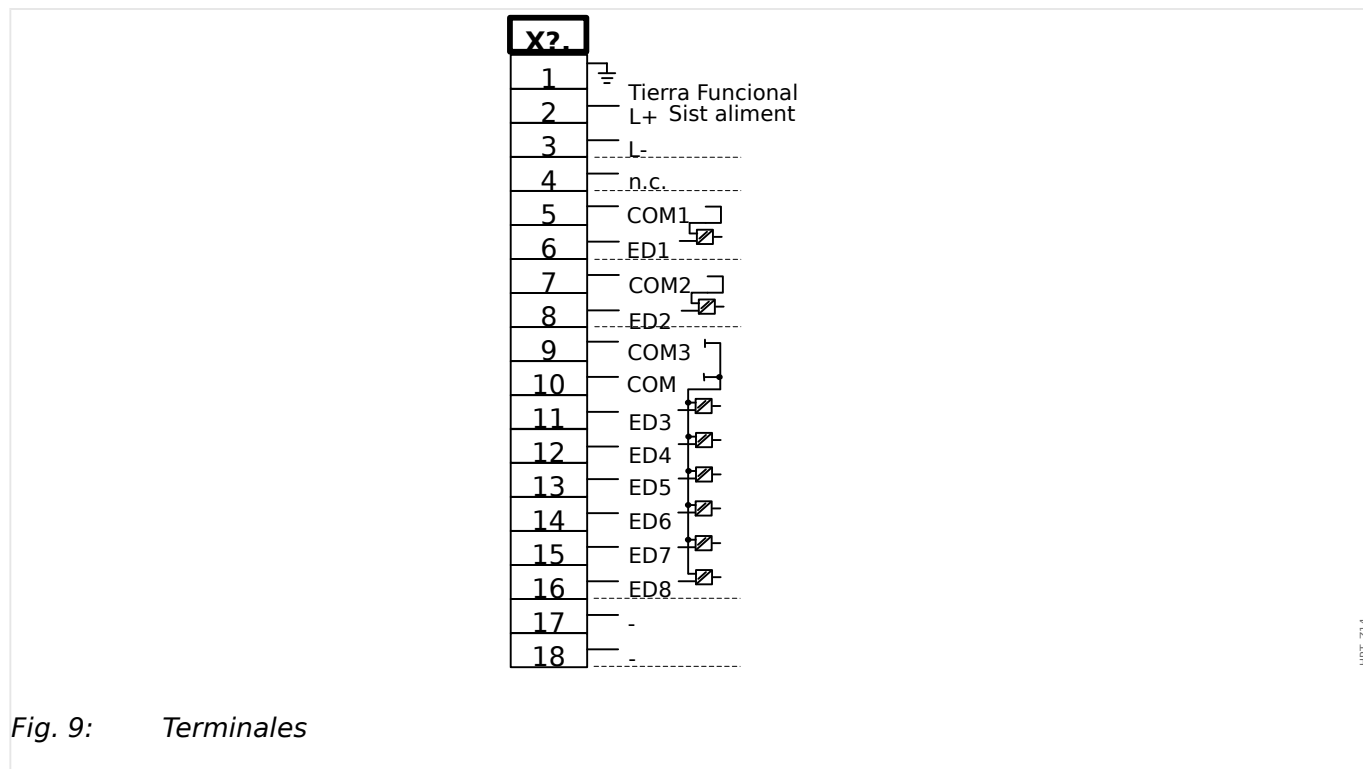 X?.
1
Tierra Funcional
2 L+ Sist aliment
3 L-
4 n.c.
5 COM1
6 ED1
7 COM2
8 ED2
9 COM3
10 COM
11 ED3
12 ED4
13 ED5
14 ED6
15 ED7
16 ED8
17 -
18 -
Fig. 9: Terminales